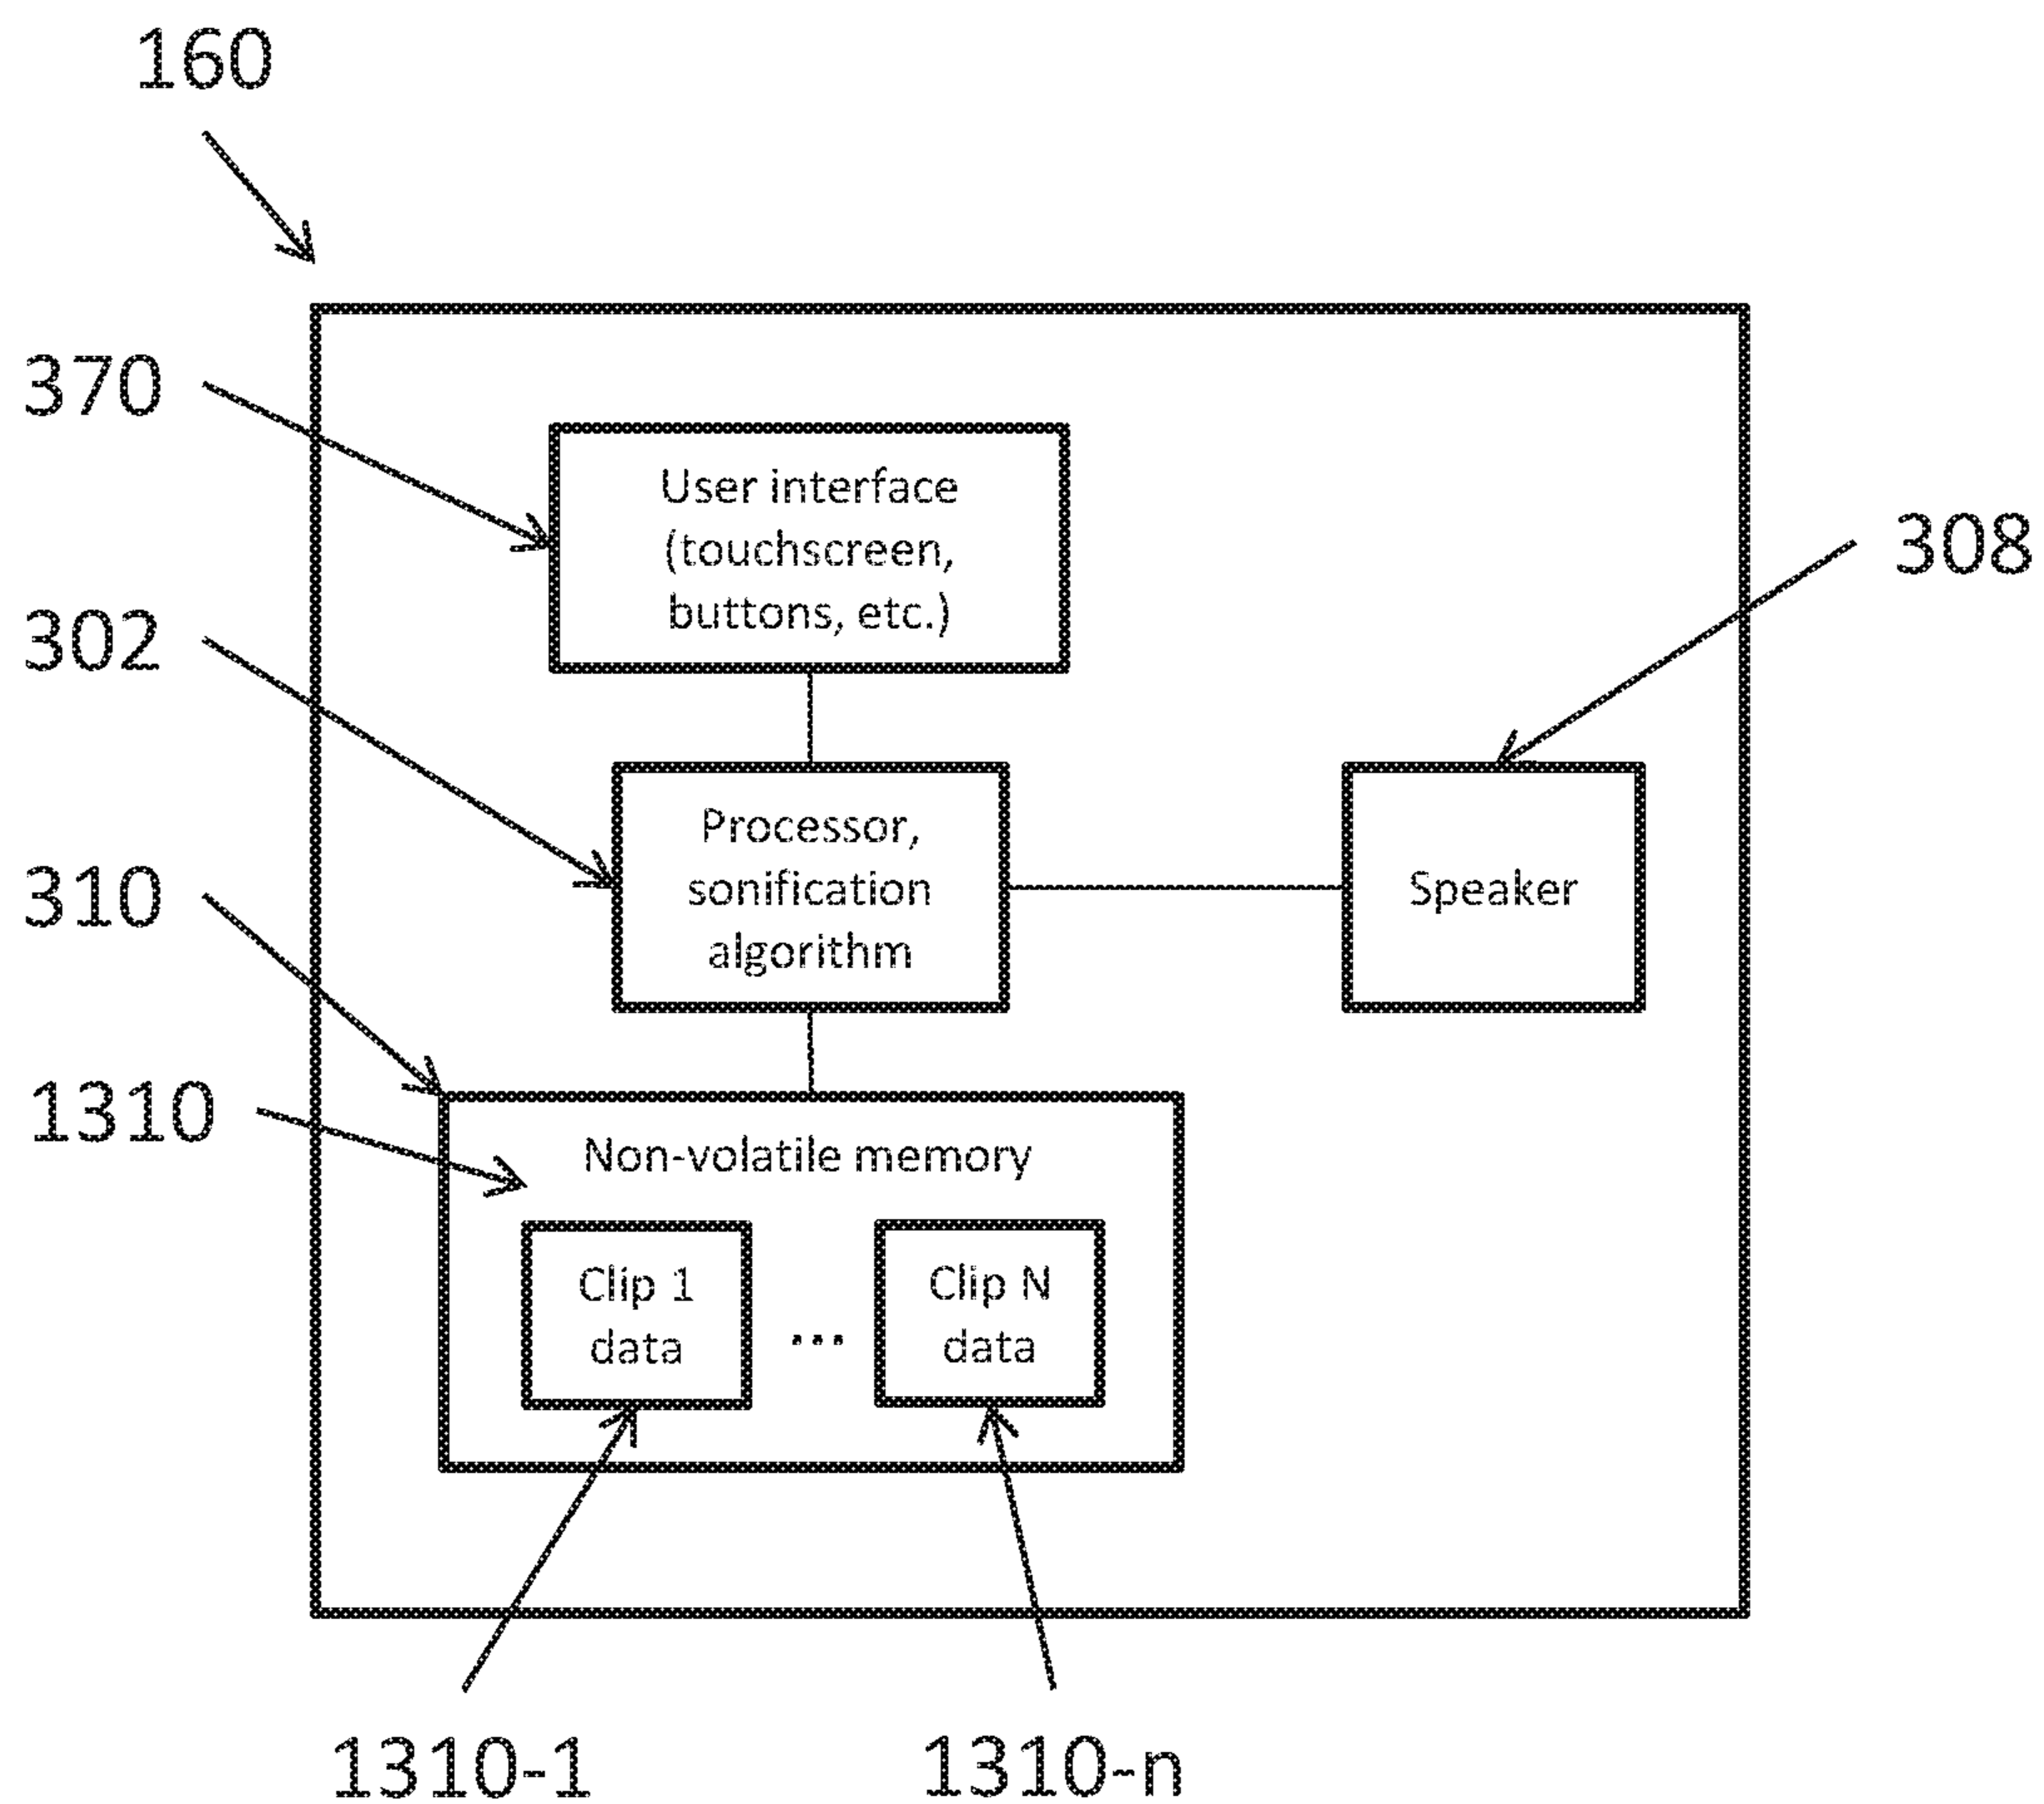 160
370
User interface
(touchscreen,
buttons, etc.)
308
302
Processor,
sonification
algorithm
Speaker
310
1310
Non-volatile memory
Clip 1
data
...
Clip N
data
1310-1
1310-n